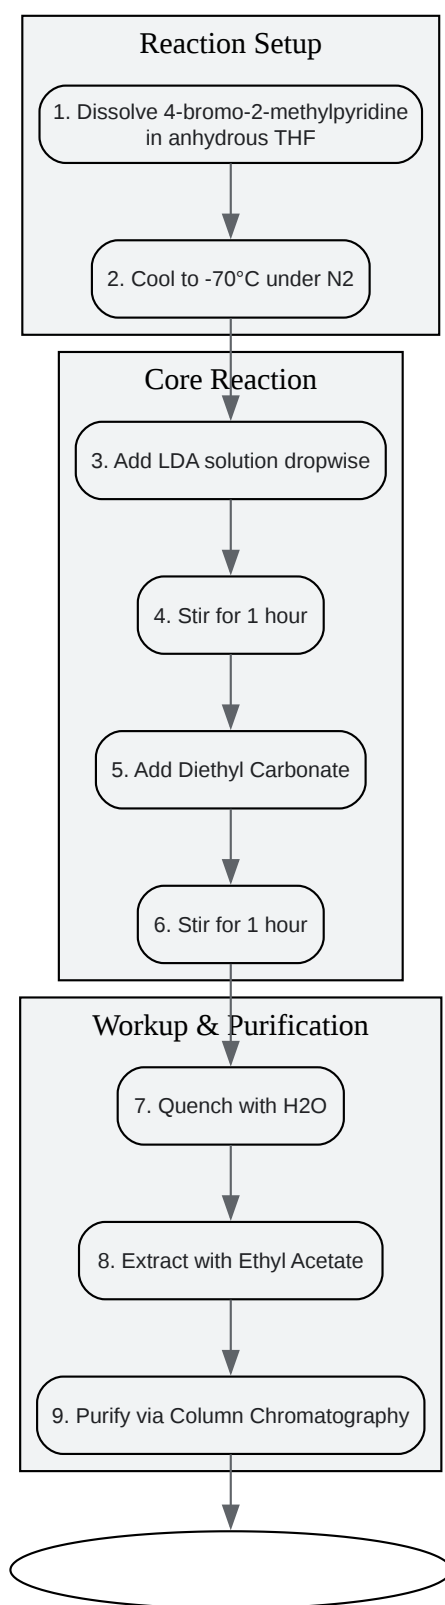 Reaction Setup
1. Dissolve 4-bromo-2-methylpyridine
in anhydrous THF
2. Cool to -70°C under N2
Core Reaction
3. Add LDA solution dropwise
4. Stir for 1 hour
5. Add Diethyl Carbonate
6. Stir for 1 hour
Workup & Purification
7. Quench with H2O
8. Extract with Ethyl Acetate
9. Purify via Column Chromatography